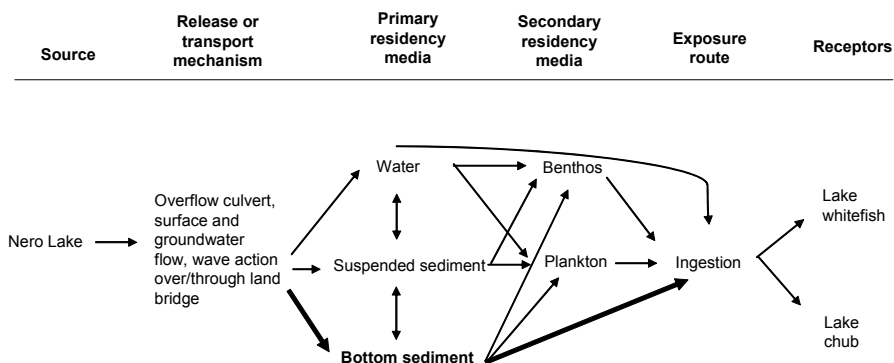 Source
Release or
transport
mechanism
Primary
residency
media
Secondary
residency
media
Exposure
route
Receptors
Nero Lake
Overflow culvert,
surface and
groundwater
flow, wave action
over/through land
bridge
Water
Suspended sediment
Bottom sediment
Benthos
Plankton
Ingestion
Lake
whitefish
Lake
chub